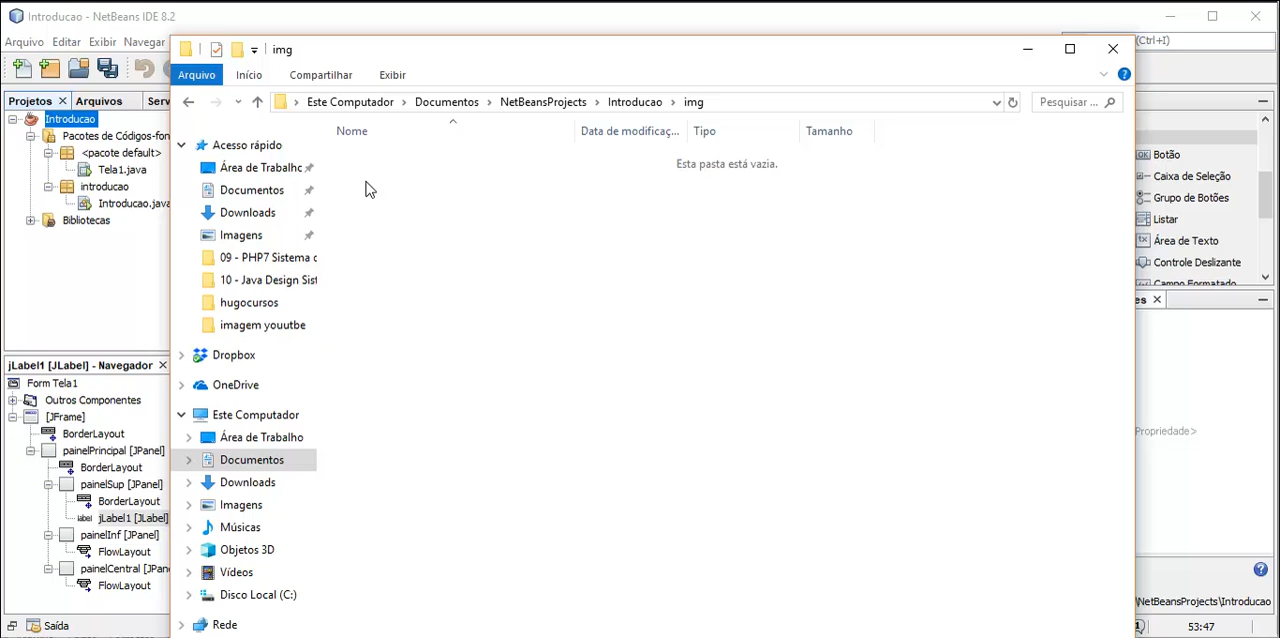 Introducao - NetBeans IDE 8.2
Arquivo Editar Exibir Navegar
(Ctrl+I)
img
Arquivo Início Compartilhar Exibir
Este Computador Documentos NetBeansProjects Introducao img
Pesquisar ...
Projetos Arquivos Serv
Introducao
Pacotes de Códigos-fon
<pacote default>
Tela1.java
introducao
Introducao.java
Bibliotecas
Nome Data de modificaç... Tipo Tamanho
Esta pasta está vazia.
Acesso rápido
Área de Trabalhc
Documentos
Downloads
Imagens
09 - PHP7 Sistema c
10 - Java Design Sist
hugocursos
imagem youutbe
Dropbox
OneDrive
Este Computador
Área de Trabalho
Documentos
Downloads
Imagens
Músicas
Objetos 3D
Vídeos
Disco Local (C:)
Rede
jLabel1 [JLabel] - Navegador
Form Tela1
Outros Componentes
[JFrame]
BorderLayout
painelPrincipal [JPanel]
BorderLayout
painelSup [JPanel]
BorderLayout
label jLabel1 [JLabel]
painelInf [JPanel]
FlowLayout
painelCentral [JPane
FlowLayout
Saída
OK Botão
Caixa de Seleção
Grupo de Botões
Listar
tx Área de Texto
Controle Deslizante
Campo Formatado
es
Propriedade>
\NetBeansProjects\Introducao
53:47